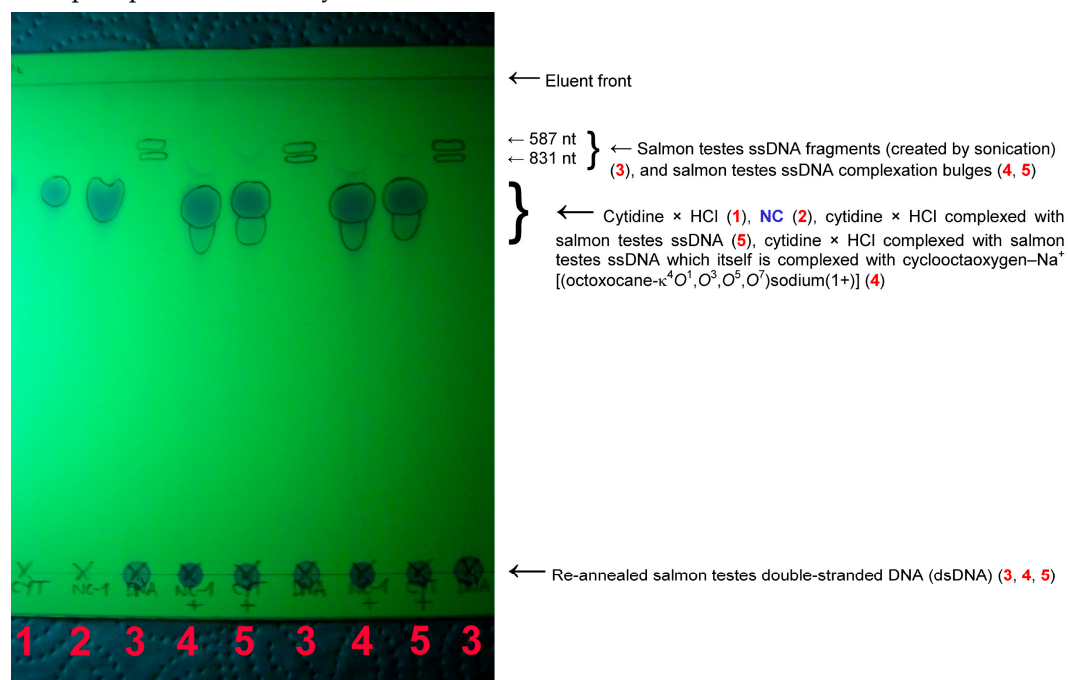 ← Eluent front
← 587 nt
← 831 nt
} ← Salmon testes ssDNA fragments (created by sonication)
(3), and salmon testes ssDNA complexation bulges (4, 5)
} ← Cytidine × HCl (1), NC (2), cytidine × HCl complexed with
salmon testes ssDNA (5), cytidine × HCl complexed with salmon
testes ssDNA which itself is complexed with cyclooctaoxygen–Na⁺
[(octoxocane-κ⁴O¹,O³,O⁵,O⁷)sodium(1+)] (4)
← Re-annealed salmon testes double-stranded DNA (dsDNA) (3, 4, 5)
CYT NC-1 DNA NC-1 CYT DNA NC-1 CYT DNA
+ + + +
1 2 3 4 5 3 4 5 3